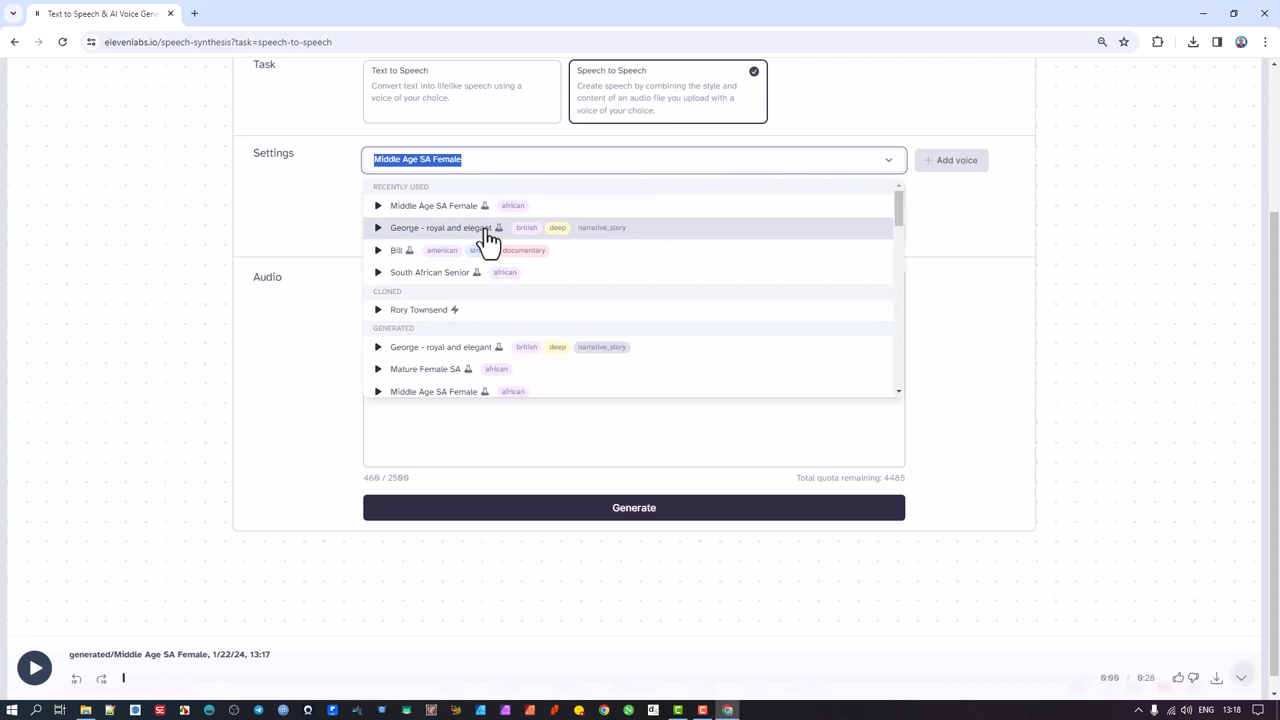 Text to Speech & AI Voice Gene
elevenlabs.io/speech-synthesis?task=speech-to-speech
Task
Text to Speech
Convert text into lifelike speech using a
voice of your choice.
Speech to Speech
Create speech by combining the style and
content of an audio file you upload with a
voice of your choice.
Settings
Middle Age SA Female
+ Add voice
RECENTLY USED
Middle Age SA Female african
George - royal and elegant british deep narrative_story
Bill american documentary
South African Senior african
CLONED
Rory Townsend
GENERATED
George - royal and elegant british deep narrative_story
Mature Female SA african
Middle Age SA Female african
Audio
460 / 2500
Total quota remaining: 4485
Generate
generated/Middle Age SA Female, 1/22/24, 13:17
0:00 / 0:28
ENG 13:18